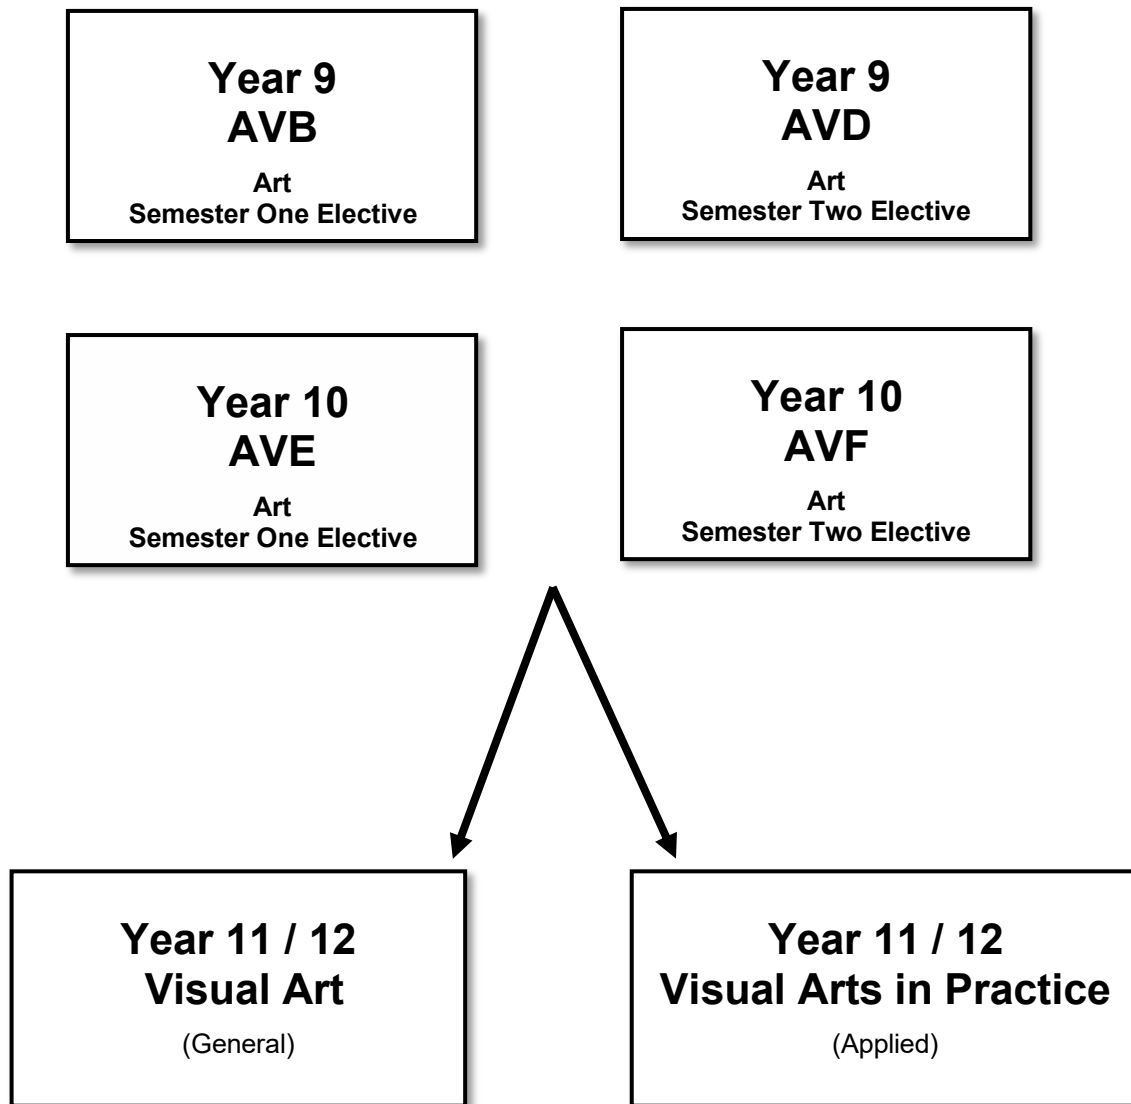 Year 9
AVB
Art
Semester One Elective
Year 9
AVD
Art
Semester Two Elective
Year 10
AVE
Art
Semester One Elective
Year 10
AVF
Art
Semester Two Elective
Year 11 / 12
Visual Art
(General)
Year 11 / 12
Visual Arts in Practice
(Applied)